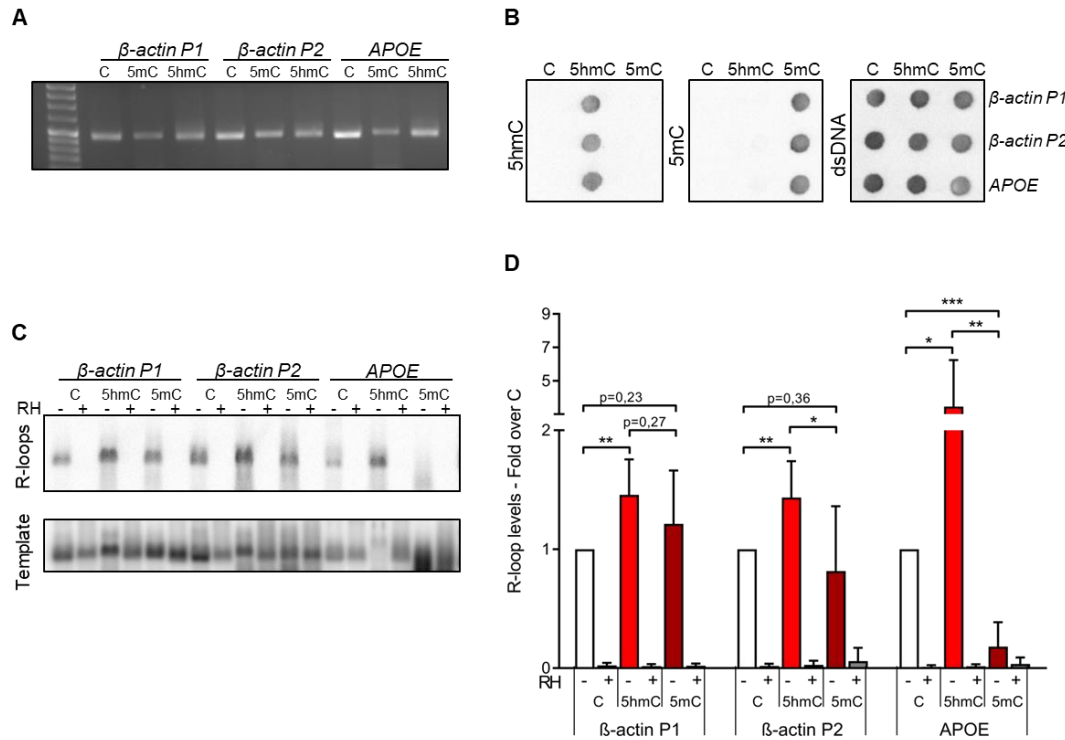 A
β-actin P1 β-actin P2 APOE
C 5mC 5hmC C 5mC 5hmC C 5mC 5hmC
B
C 5hmC 5mC C 5hmC 5mC C 5hmC 5mC
5hmC
5mC
dsDNA
β-actin P1
β-actin P2
APOE
C
β-actin P1 β-actin P2 APOE
C 5hmC 5mC C 5hmC 5mC C 5hmC 5mC
RH - + - + - + - + - + - + - + - + - +
R-loops
Template
D
R-loop levels - Fold over C
9
7
5
3
2
1
0
p=0,23
p=0,27
**
p=0,36
*
**
***
**
*
RH - + - + - + - + - + - + - + - + - +
C 5hmC 5mC C 5hmC 5mC C 5hmC 5mC
ß-actin P1 ß-actin P2 APOE